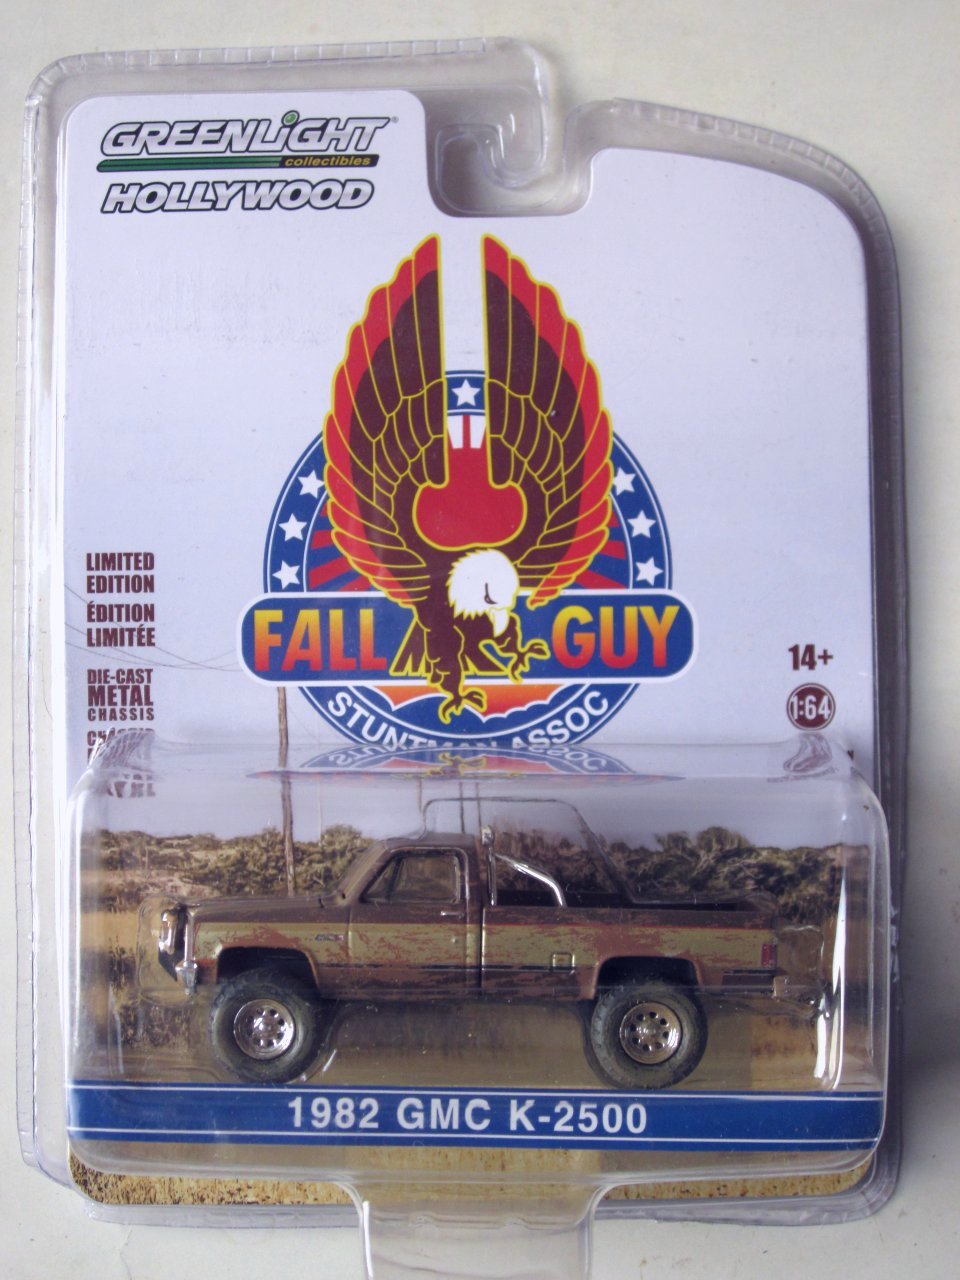 GREENLiGHT®
collectibles
HOLLYWOOD
LIMITED
EDITION
ÉDITION
LIMITÉE
DIE-CAST
METAL
CHASSIS
FALL GUY
STUNTMAN ASSOC
14+
1:64
1982 GMC K-2500